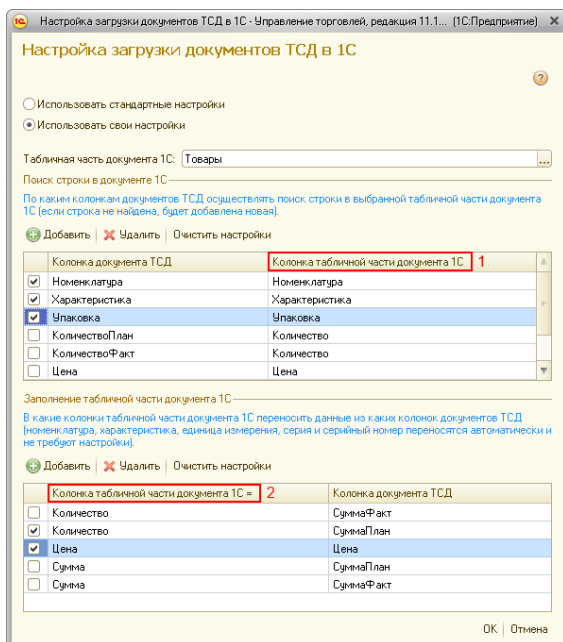 Настройка загрузки документов ТСД в 1С - Управление торговлей, редакция 11.1... (1С:Предприятие)
Настройка загрузки документов ТСД в 1С
?
Использовать стандартные настройки
Использовать свои настройки
Табличная часть документа 1С: Товары ...
Поиск строки в документе 1С
По каким колонкам документов ТСД осуществлять поиск строки в выбранной табличной части документа
1С (если строка не найдена, будет добавлена новая).
Добавить Удалить Очистить настройки
Колонка документа ТСД Колонка табличной части документа 1С 1
Номенклатура Номенклатура
Характеристика Характеристика
Упаковка Упаковка
КоличествоПлан Количество
КоличествоФакт Количество
Цена Цена
Заполнение табличной части документа 1С
В какие колонки табличной части документа 1С переносить данные из каких колонок документов ТСД
(номенклатура, характеристика, единица измерения, серия и серийный номер переносятся автоматически и
не требуют настройки).
Добавить Удалить Очистить настройки
Колонка табличной части документа 1С = 2 Колонка документа ТСД
Количество СуммаФакт
Количество СуммаПлан
Цена Цена
Сумма СуммаПлан
Сумма СуммаФакт
ОК Отмена